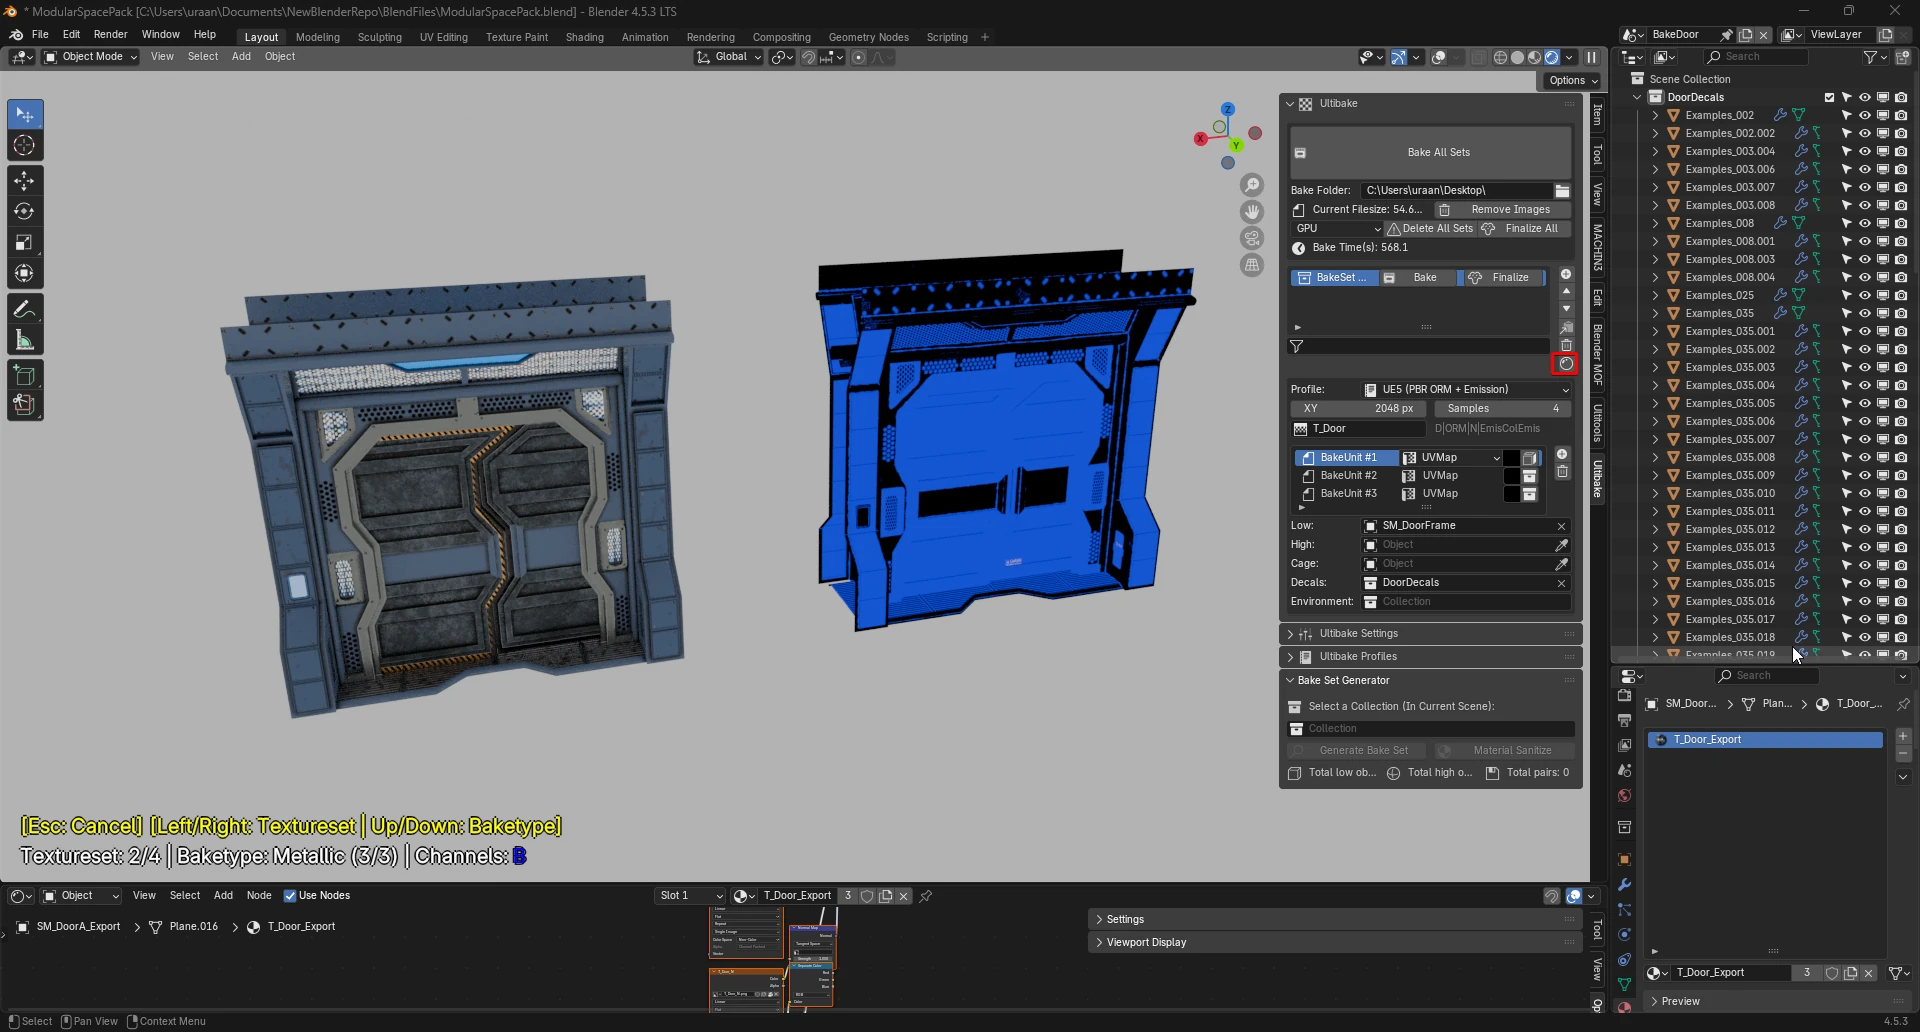 * ModularSpacePack [C:\Users\uraan\Documents\NewBlenderRepo\BlendFiles\ModularSpacePack.blend] - Blender 4.5.3 LTS
File Edit Render Window Help Layout Modeling Sculpting UV Editing Texture Paint Shading Animation Rendering Compositing Geometry Nodes Scripting + BakeDoor ViewLayer
Object Mode View Select Add Object Global Search
Options
Scene Collection
DoorDecals
Examples_002
Examples_002.002
Examples_003.004
Examples_003.006
Examples_003.007
Examples_003.008
Examples_008
Examples_008.001
Examples_008.003
Examples_008.004
Examples_025
Examples_035
Examples_035.001
Examples_035.002
Examples_035.003
Examples_035.004
Examples_035.005
Examples_035.006
Examples_035.007
Examples_035.008
Examples_035.009
Examples_035.010
Examples_035.011
Examples_035.012
Examples_035.013
Examples_035.014
Examples_035.015
Examples_035.016
Examples_035.017
Examples_035.018
Examples_035.019
Z
X
Y
Ultibake
Bake All Sets
Bake Folder: C:\Users\uraan\Desktop\
Current Filesize: 54.6... Remove Images
GPU Delete All Sets Finalize All
Bake Time(s): 568.1
BakeSet ... Bake Finalize
Profile: UE5 (PBR ORM + Emission)
XY 2048 px Samples 4
T_Door D|ORM|N|EmisColEmis
BakeUnit #1 UVMap
BakeUnit #2 UVMap
BakeUnit #3 UVMap
Low: SM_DoorFrame
High: Object
Cage: Object
Decals: DoorDecals
Environment: Collection
Ultibake Settings
Ultibake Profiles
Bake Set Generator
Select a Collection (In Current Scene):
Collection
Generate Bake Set Material Sanitize
Total low ob... Total high o... Total pairs: 0
Item
Tool
View
MACHIN3
Edit
Blender MOF
Ultitools
Ultibake
Search
SM_Door... Plan... T_Door_...
T_Door_Export
T_Door_Export 3
Preview
[Esc: Cancel] [Left/Right: Textureset | Up/Down: Baketype]
Textureset: 2/4 | Baketype: Metallic (3/3) | Channels: B
Object View Select Add Node Use Nodes Slot 1 T_Door_Export 3
SM_DoorA_Export Plane.016 T_Door_Export
Settings
Viewport Display
Tool
View
Op
Select Pan View Context Menu 4.5.3